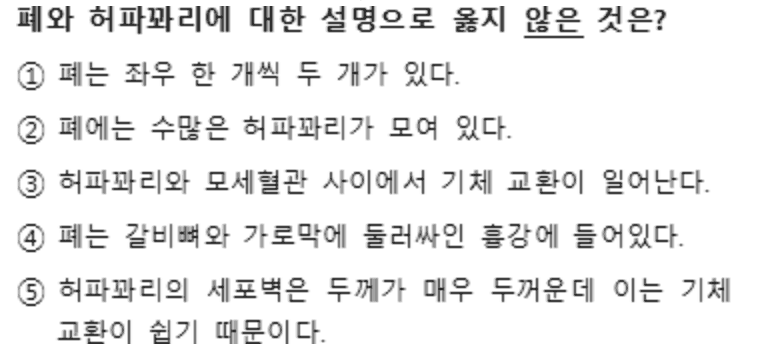 폐와 허파꽈리에 대한 설명으로 옳지 않은 것은?
① 폐는 좌우 한 개씩 두 개가 있다.
② 폐에는 수많은 허파꽈리가 모여 있다.
③ 허파꽈리와 모세혈관 사이에서 기체 교환이 일어난다.
④ 폐는 갈비뼈와 가로막에 둘러싸인 흉강에 들어있다.
⑤ 허파꽈리의 세포벽은 두께가 매우 두꺼운데 이는 기체
교환이 쉽기 때문이다.